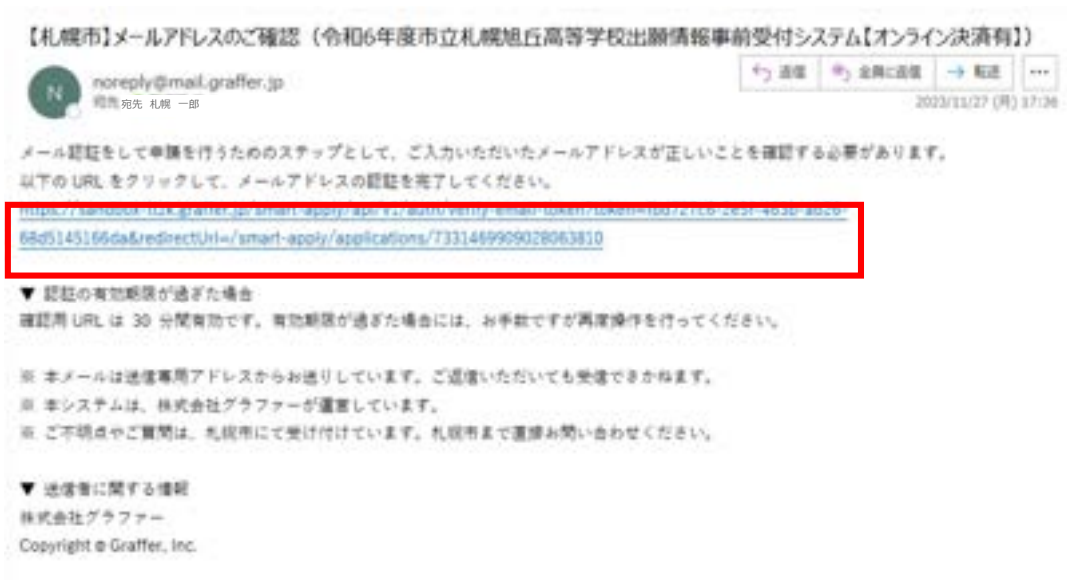 【札幌市】メールアドレスのご確認（令和6年度市立札幌旭丘高等学校出願情報事前受付システム【オンライン決済有】）
N
noreply@mail.graffer.jp
返信
全員に返信
転送
宛先 宛先 札幌 一郎
2023/11/27 (月) 17:36
メール認証をして申請を行うためのステップとして、ご入力いただいたメールアドレスが正しいことを確認する必要があります。
以下の URL をクリックして、メールアドレスの認証を完了してください。
68d5145166da&redirectUrl=/smart-apply/applications/7331469909028063810
▼ 認証の有効期限が過ぎた場合
確認用 URL は 30 分間有効です。有効期限が過ぎた場合には、お手数ですが再度操作を行ってください。
※ 本メールは送信専用アドレスからお送りしています。ご返信いただいても受信できかねます。
※ 本システムは、株式会社グラファーが運営しています。
※ ご不明点やご質問は、札幌市にて受け付けています。札幌市まで直接お問い合わせください。
▼ 送信者に関する情報
株式会社グラファー
Copyright © Graffer, Inc.